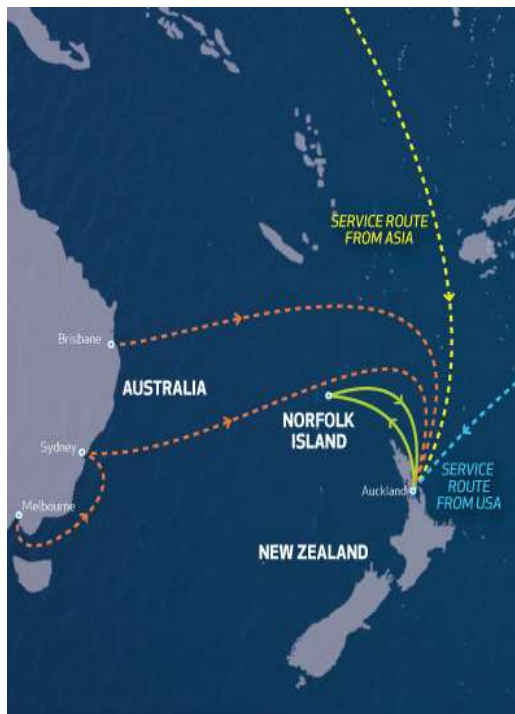 SERVICE ROUTE
FROM ASIA
Brisbane
AUSTRALIA
NORFOLK
ISLAND
Sydney
SERVICE
ROUTE
FROM USA
Auckland
Melbourne
NEW ZEALAND